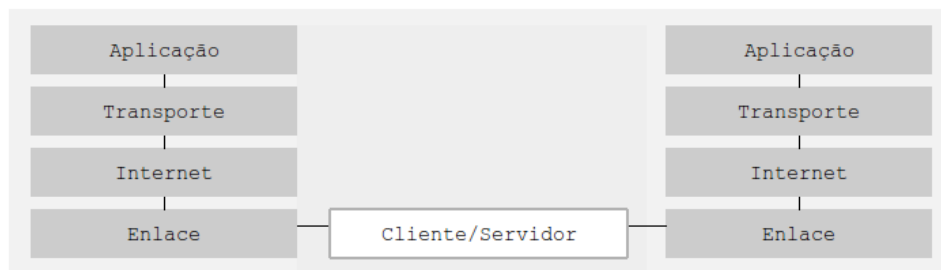 Aplicação
Aplicação
Transporte
Transporte
Internet
Internet
Enlace
Cliente/Servidor
Enlace